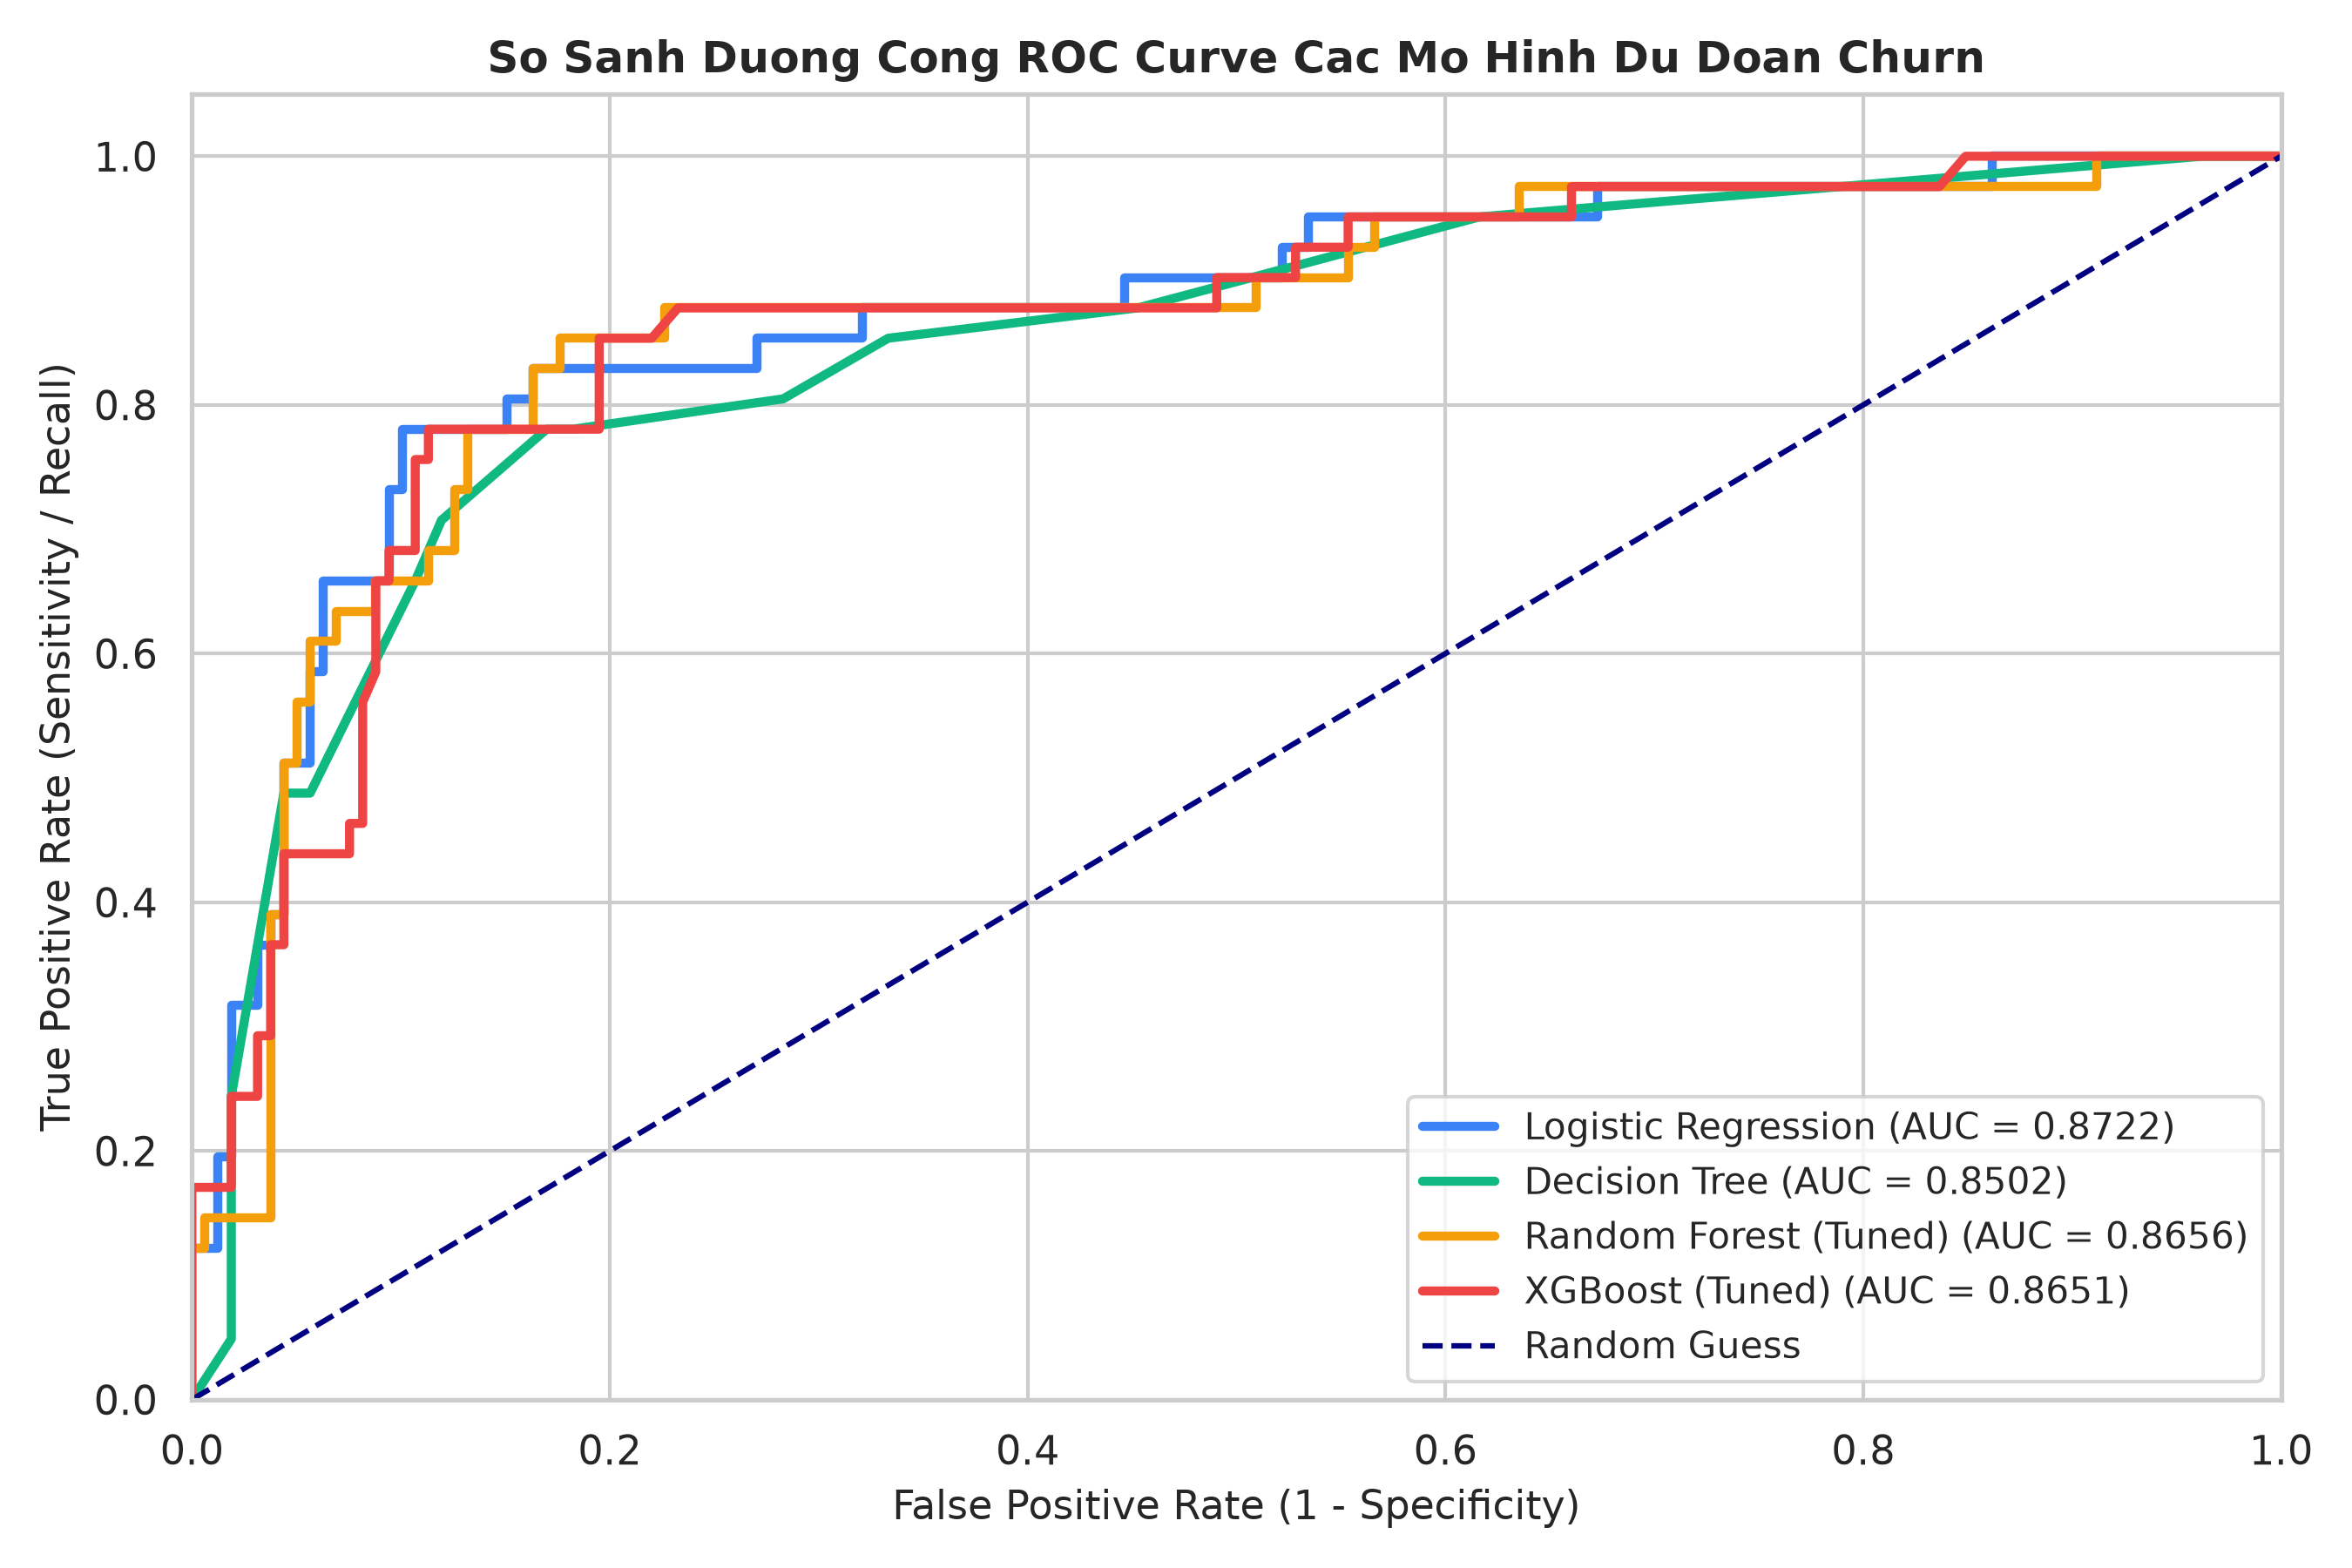 So Sanh Duong Cong ROC Curve Cac Mo Hinh Du Doan Churn
True Positive Rate (Sensitivity / Recall)
1.0
0.8
0.6
0.4
0.2
0.0
Logistic Regression (AUC = 0.8722)
Decision Tree (AUC = 0.8502)
Random Forest (Tuned) (AUC = 0.8656)
XGBoost (Tuned) (AUC = 0.8651)
Random Guess
0.0 0.2 0.4 0.6 0.8 1.0
False Positive Rate (1 - Specificity)